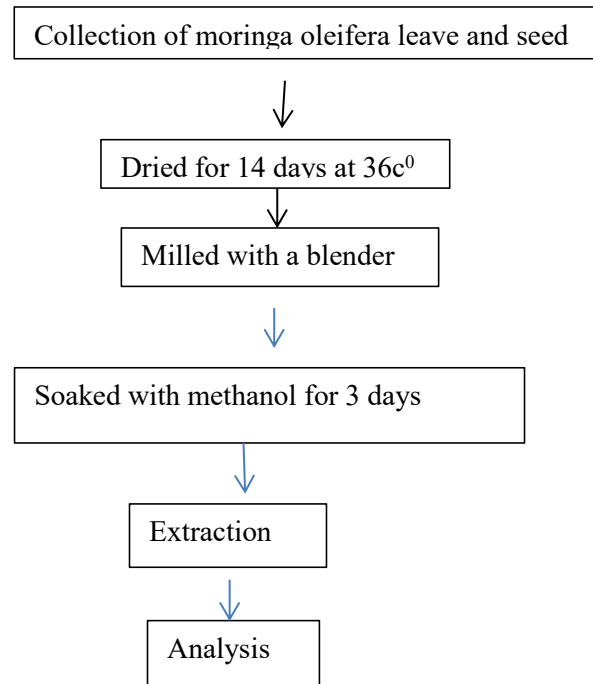 Collection of moringa oleifera leave and seed
Dried for 14 days at 36c⁰
Milled with a blender
Soaked with methanol for 3 days
Extraction
Analysis